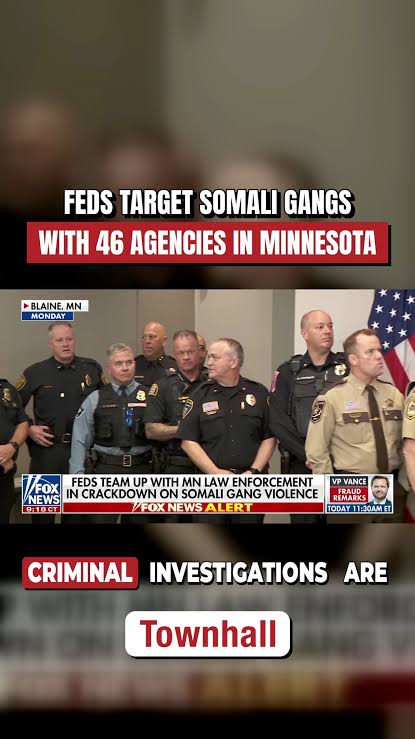 FEDS TARGET SOMALI GANGS
WITH 46 AGENCIES IN MINNESOTA
BLAINE, MN
MONDAY
FOX
NEWS
9:18 CT
FEDS TEAM UP WITH MN LAW ENFORCEMENT
IN CRACKDOWN ON SOMALI GANG VIOLENCE
FOX NEWS ALERT
VP VANCE
FRAUD
REMARKS
TODAY 11:30AM ET
CRIMINAL INVESTIGATIONS ARE
Townhall